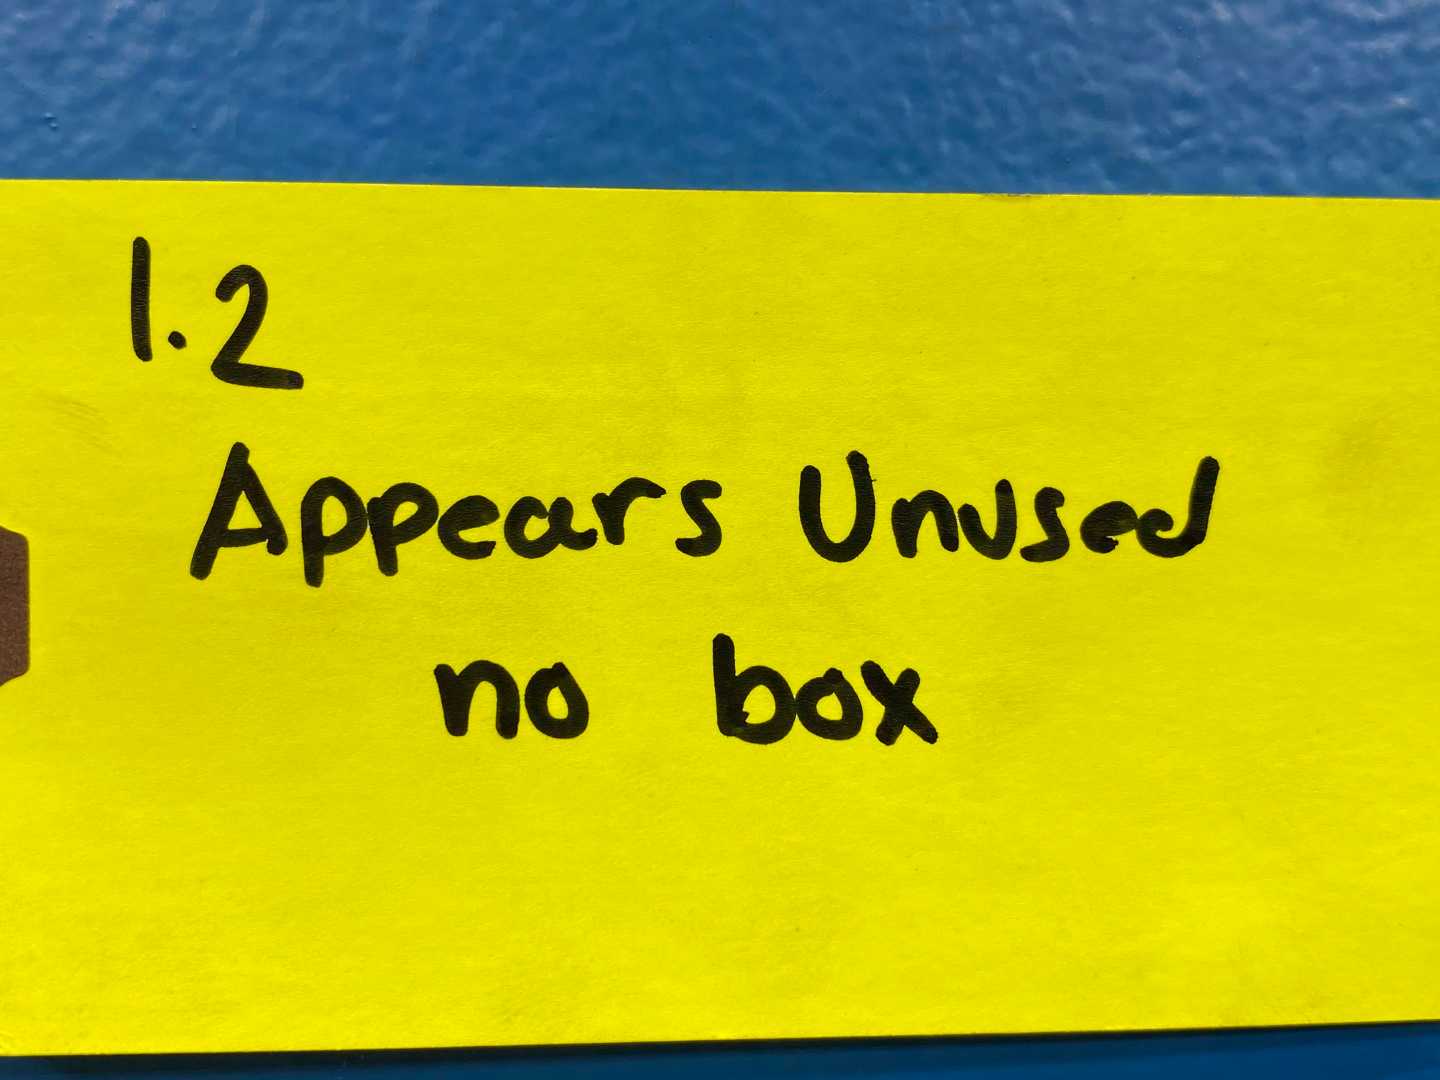 1.2
Appears Unused
no box